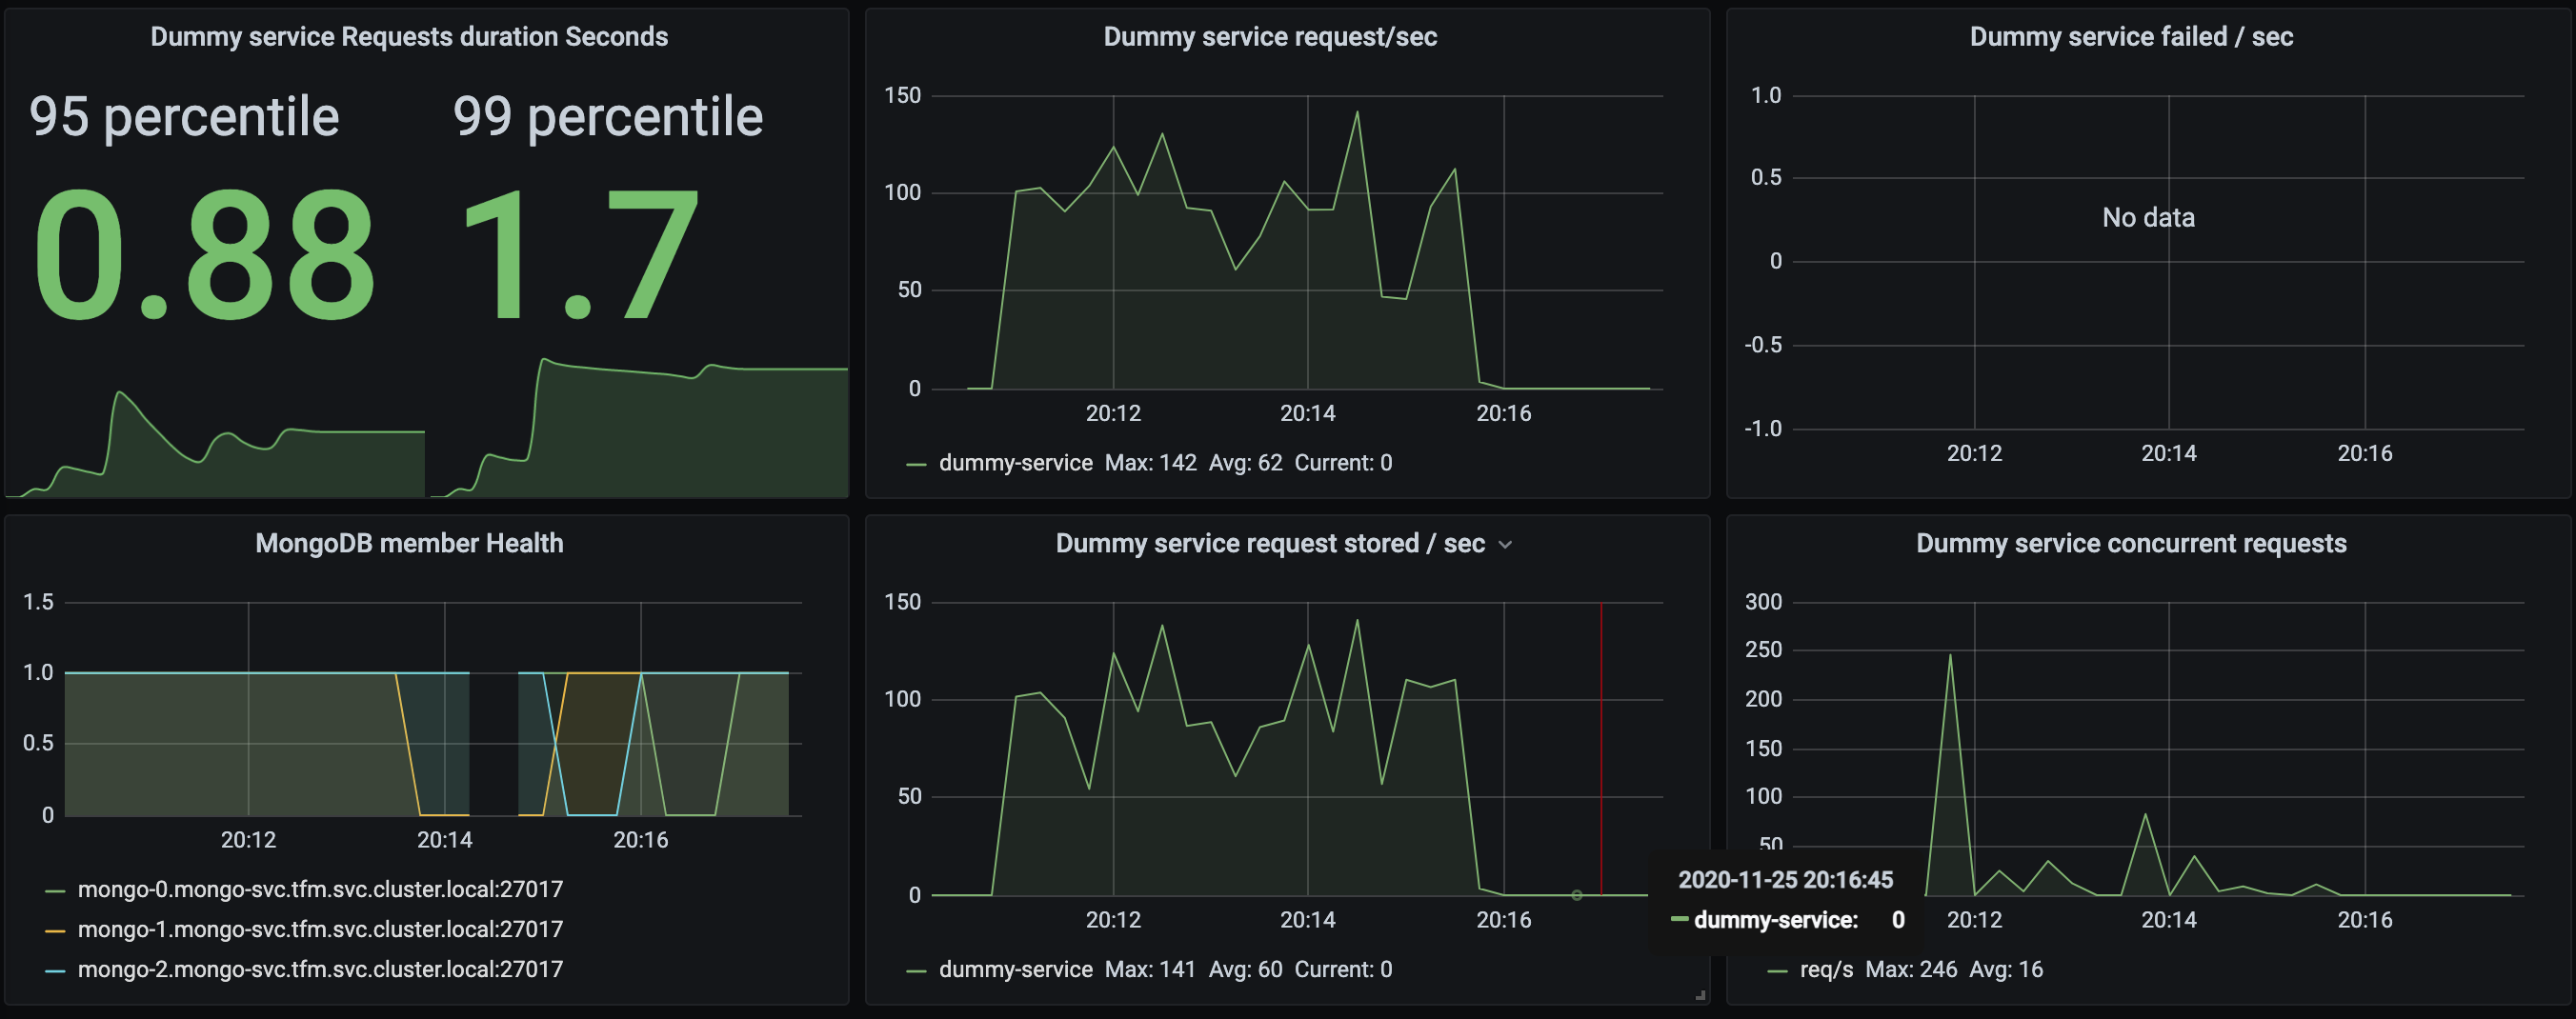 Dummy service Requests duration Seconds
95 percentile 99 percentile
0.88 1.7
Dummy service request/sec
150
100
50
0
20:12 20:14 20:16
dummy-service Max: 142 Avg: 62 Current: 0
Dummy service failed / sec
1.0
0.5
No data
0
-0.5
-1.0
20:12 20:14 20:16
MongoDB member Health
1.5
1.0
0.5
0
20:12 20:14 20:16
mongo-0.mongo-svc.tfm.svc.cluster.local:27017
mongo-1.mongo-svc.tfm.svc.cluster.local:27017
mongo-2.mongo-svc.tfm.svc.cluster.local:27017
Dummy service request stored / sec
150
100
50
0
20:12 20:14 20:16
dummy-service Max: 141 Avg: 60 Current: 0
Dummy service concurrent requests
300
250
200
150
100
50
2020-11-25 20:16:45
dummy-service: 0
20:12 20:14 20:16
req/s Max: 246 Avg: 16